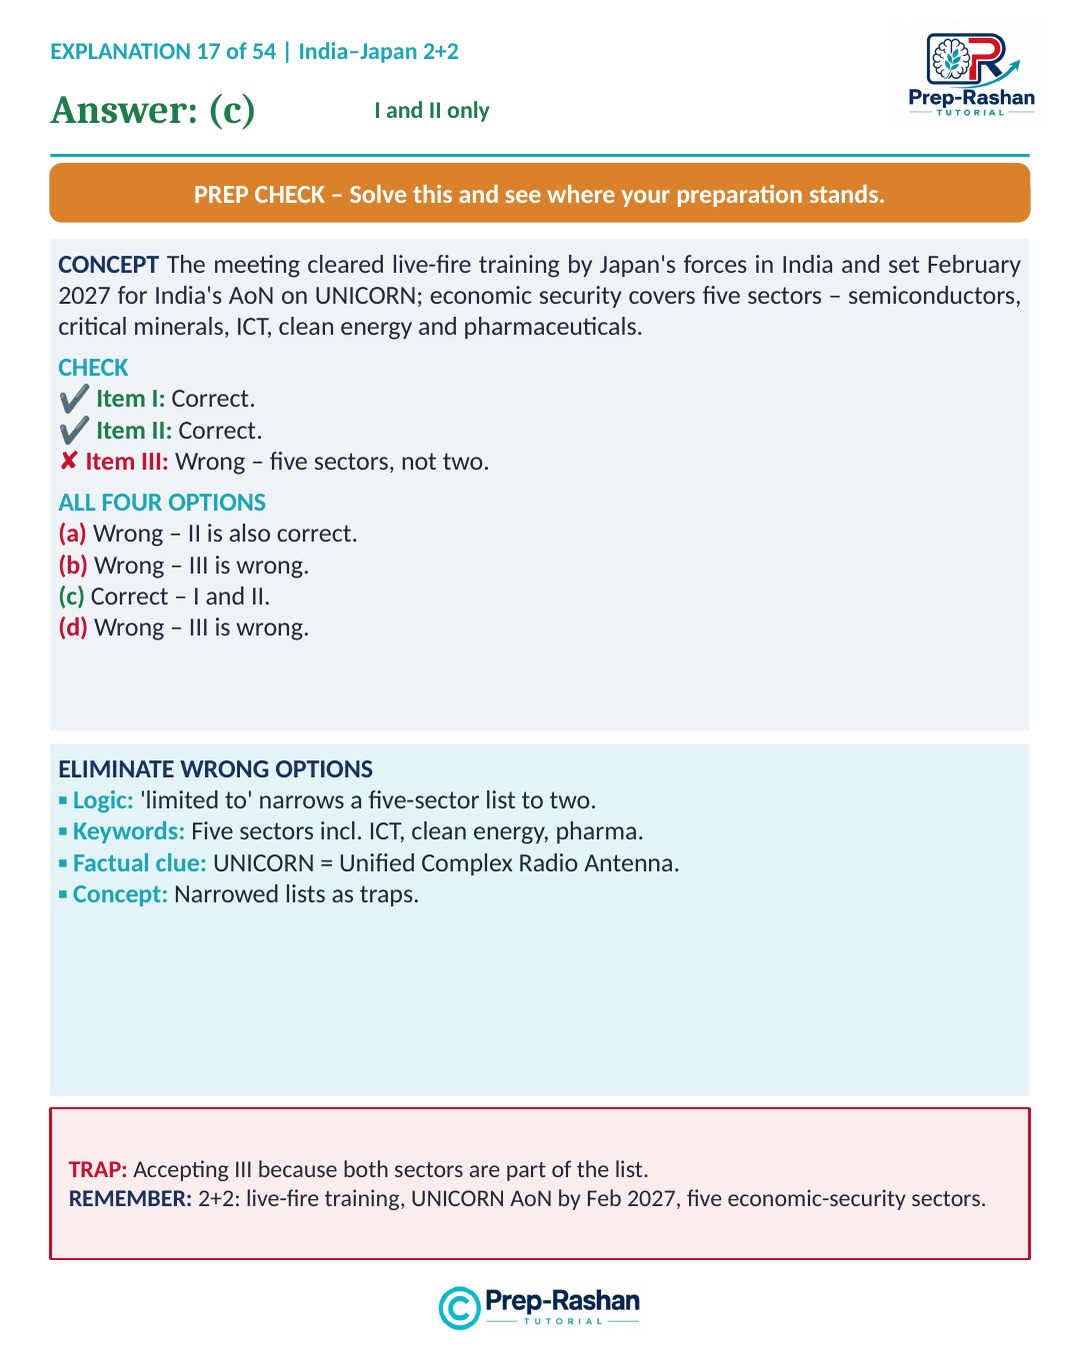 EXPLANATION 17 of 54 | India–Japan 2+2
Prep-Rashan
TUTORIAL
Answer: (c) I and II only
PREP CHECK – Solve this and see where your preparation stands.
CONCEPT The meeting cleared live-fire training by Japan's forces in India and set February
2027 for India's AoN on UNICORN; economic security covers five sectors – semiconductors,
critical minerals, ICT, clean energy and pharmaceuticals.
CHECK
✔ Item I: Correct.
✔ Item II: Correct.
✘ Item III: Wrong – five sectors, not two.
ALL FOUR OPTIONS
(a) Wrong – II is also correct.
(b) Wrong – III is wrong.
(c) Correct – I and II.
(d) Wrong – III is wrong.
ELIMINATE WRONG OPTIONS
▪ Logic: 'limited to' narrows a five-sector list to two.
▪ Keywords: Five sectors incl. ICT, clean energy, pharma.
▪ Factual clue: UNICORN = Unified Complex Radio Antenna.
▪ Concept: Narrowed lists as traps.
TRAP: Accepting III because both sectors are part of the list.
REMEMBER: 2+2: live-fire training, UNICORN AoN by Feb 2027, five economic-security sectors.
© Prep-Rashan
TUTORIAL